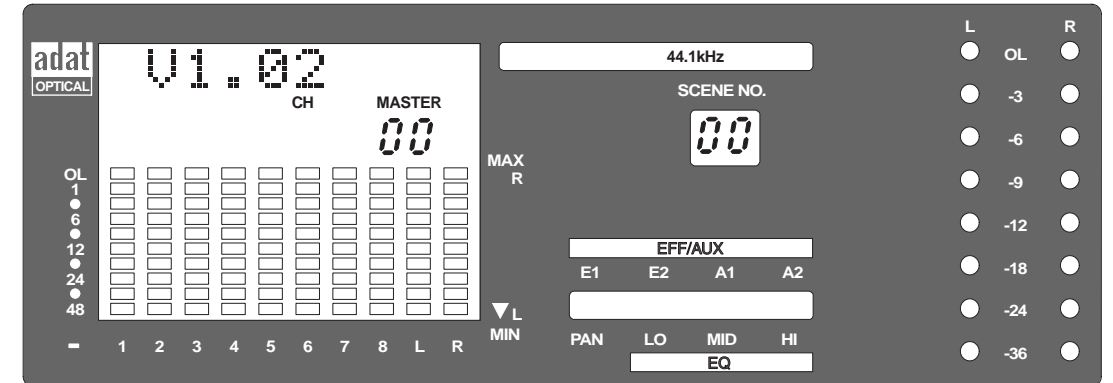 adat
OPTICAL
V1.02
CH MASTER
00
44.1kHz
SCENE NO.
00
MAX
R
OL
1
6
12
24
48
L
MIN
- 1 2 3 4 5 6 7 8 L R
EFF/AUX
E1 E2 A1 A2
PAN LO MID HI
EQ
L R
OL
-3
-6
-9
-12
-18
-24
-36